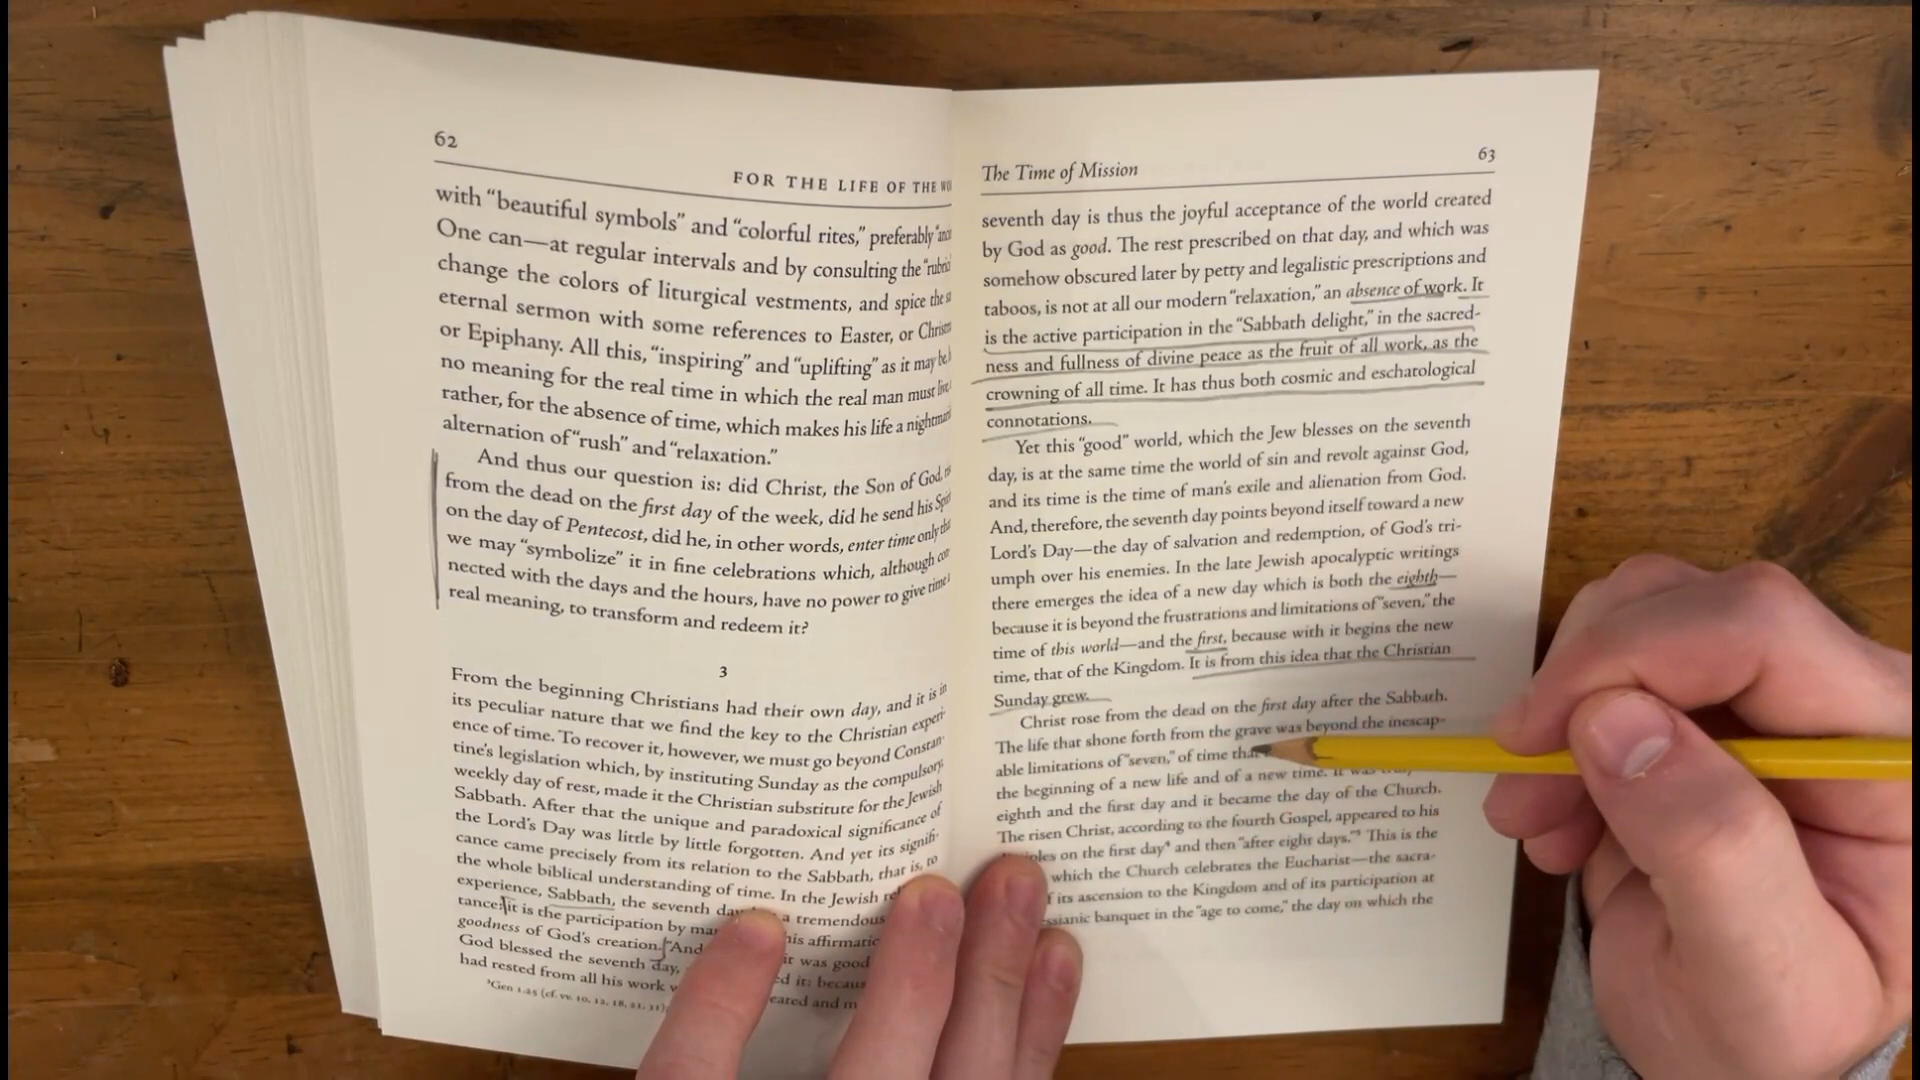 62
FOR THE LIFE OF THE
with “beautiful symbols” and “colorful rites,” preferably
One can—at regular intervals and by consulting the
change the colors of liturgical vestments, and spice the
eternal sermon with some references to Easter, or
or Epiphany. All this, “inspiring” and “uplifting” as it may be,
no meaning for the real time in which the real man must
rather, for the absence of time, which makes his life a
alternation of “rush” and “relaxation.”
And thus our question is: did Christ, the Son of God,
from the dead on the first day of the week, did he send his
on the day of Pentecost, did he, in other words, enter time only
we may “symbolize” it in fine celebrations which, although con-
nected with the days and the hours, have no power to give time
real meaning, to transform and redeem it?
3
From the beginning Christians had their own day, and it is in
its peculiar nature that we find the key to the Christian experi-
ence of time. To recover it, however, we must go beyond Constan-
tine’s legislation which, by instituting Sunday as the compulsory
weekly day of rest, made it the Christian substitute for the Jewish
Sabbath. After that the unique and paradoxical significance of
the Lord’s Day was little by little forgotten. And yet its signifi-
cance came precisely from its relation to the Sabbath, that is, to
the whole biblical understanding of time. In the Jewish
experience, Sabbath, the seventh day, a tremendous
tance: it is the participation by
goodness of God’s creation. “And it was good
God blessed the seventh day, it: because
had rested from all his work and
³Gen 1.25 (cf. vv. 10, 12, 18, 21, 31)
The Time of Mission
63
seventh day is thus the joyful acceptance of the world created
by God as good. The rest prescribed on that day, and which was
somehow obscured later by petty and legalistic prescriptions and
taboos, is not at all our modern “relaxation,” an absence of work. It
is the active participation in the “Sabbath delight,” in the sacred-
ness and fullness of divine peace as the fruit of all work, as the
crowning of all time. It has thus both cosmic and eschatological
connotations.
Yet this “good” world, which the Jew blesses on the seventh
day, is at the same time the world of sin and revolt against God,
and its time is the time of man’s exile and alienation from God.
And, therefore, the seventh day points beyond itself toward a new
Lord’s Day—the day of salvation and redemption, of God’s tri-
umph over his enemies. In the late Jewish apocalyptic writings
there emerges the idea of a new day which is both the eighth—
because it is beyond the frustrations and limitations of “seven,” the
time of this world—and the first, because with it begins the new
time, that of the Kingdom. It is from this idea that the Christian
Sunday grew.
Christ rose from the dead on the first day after the Sabbath.
The life that shone forth from the grave was beyond the inescap-
able limitations of “seven,” of time that
the beginning of a new life and of a new time. It was
eighth and the first day and it became the day of the Church.
The risen Christ, according to the fourth Gospel, appeared to his
on the first day⁴ and then “after eight days.”⁵ This is the
which the Church celebrates the Eucharist—the sacra-
its ascension to the Kingdom and of its participation at
banquet in the “age to come,” the day on which the